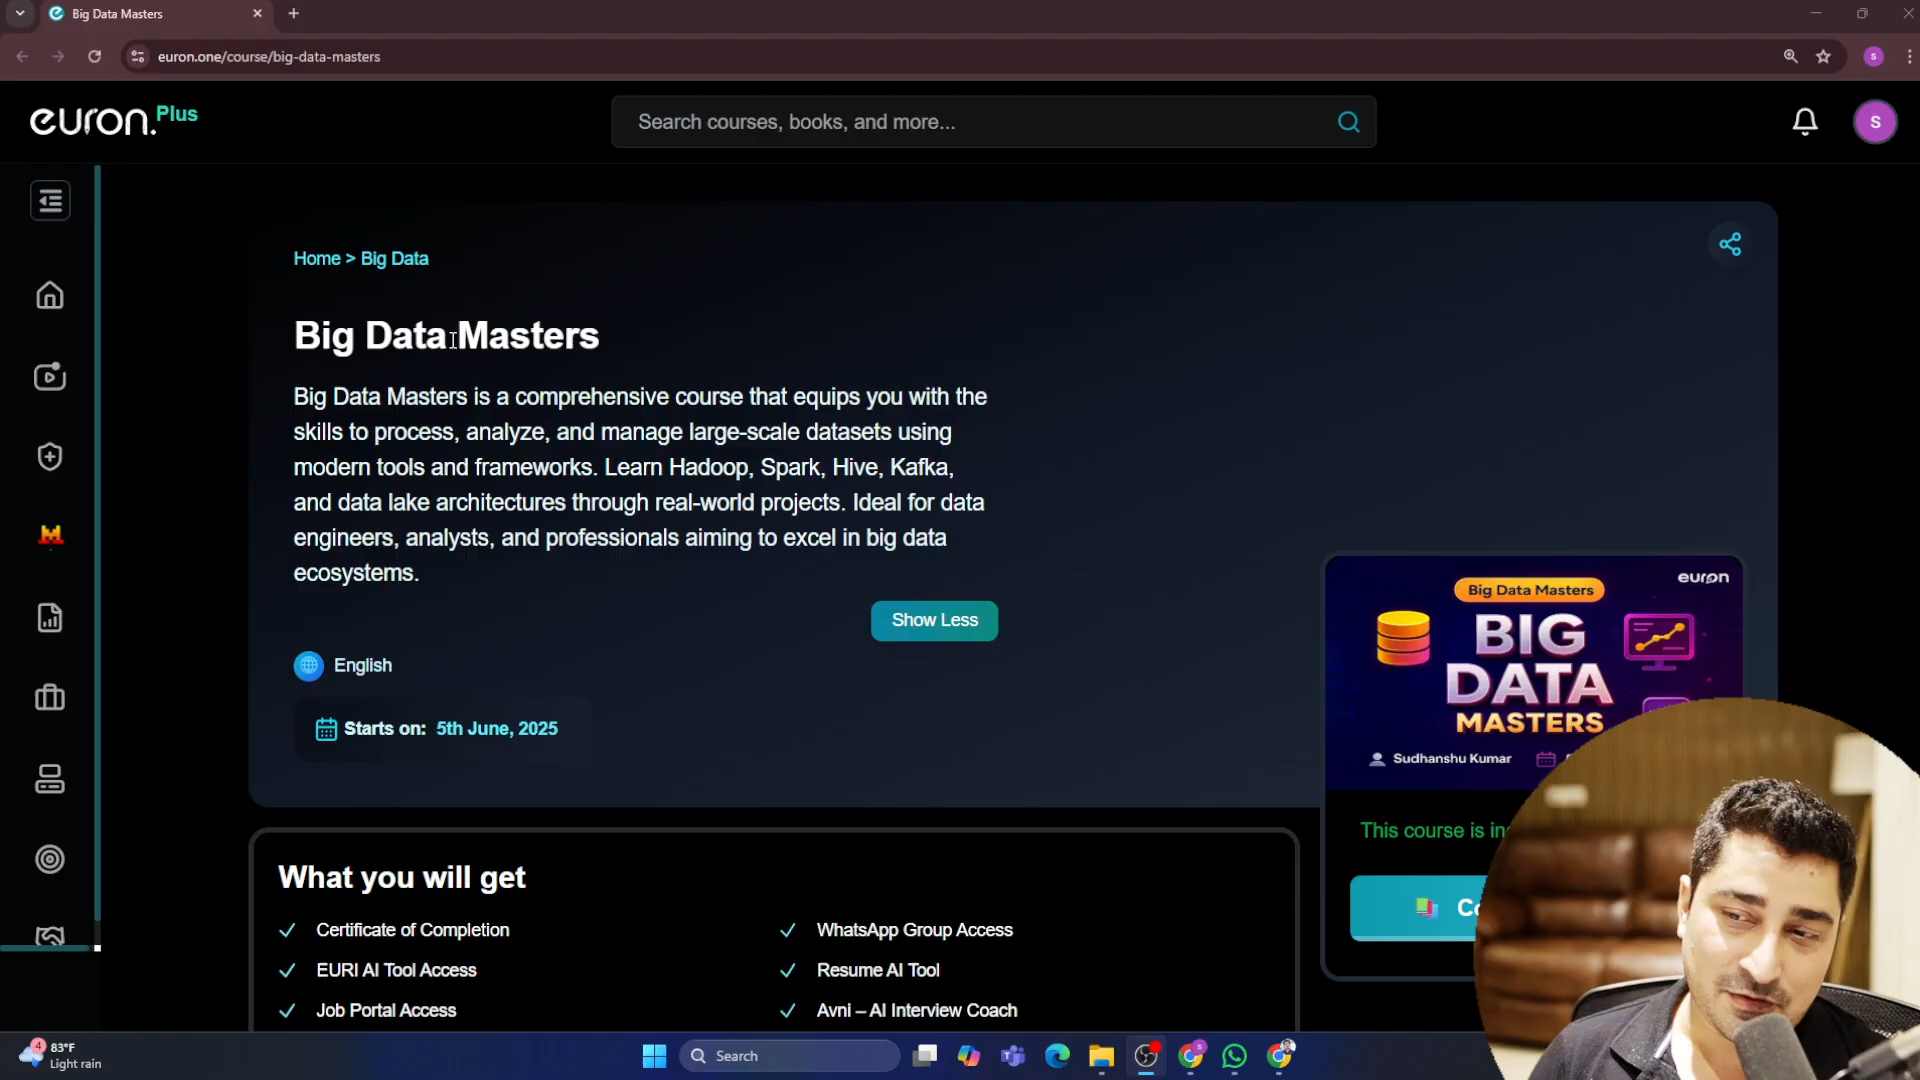 Big Data Masters
euron.one/course/big-data-masters
S
euron. Plus
Search courses, books, and more...
S
Home > Big Data
Big Data Masters
Big Data Masters is a comprehensive course that equips you with the
skills to process, analyze, and manage large-scale datasets using
modern tools and frameworks. Learn Hadoop, Spark, Hive, Kafka,
and data lake architectures through real-world projects. Ideal for data
engineers, analysts, and professionals aiming to excel in big data
ecosystems.
Show Less
English
Starts on: 5th June, 2025
euron
Big Data Masters
BIG
DATA
MASTERS
Sudhanshu Kumar
This course is
What you will get
Certificate of Completion
WhatsApp Group Access
EURI AI Tool Access
Resume AI Tool
Job Portal Access
Avni – AI Interview Coach
4
83°F
Light rain
Search